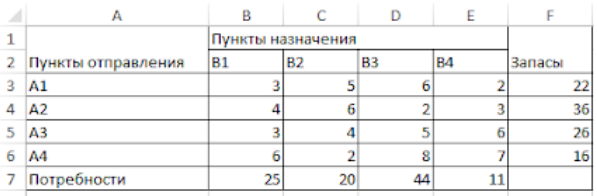 A B C D E F
1 Пункты назначения
2 Пункты отправления B1 B2 B3 B4 Запасы
3 A1 3 5 6 2 22
4 A2 4 6 2 3 36
5 A3 3 4 5 6 26
6 A4 6 2 8 7 16
7 Потребности 25 20 44 11